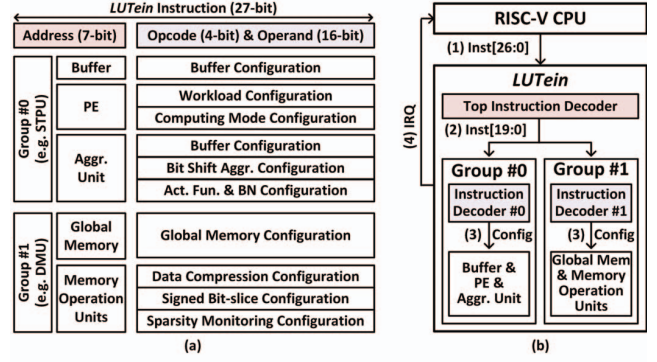 LUTein Instruction (27-bit)
Address (7-bit)
Opcode (4-bit) & Operand (16-bit)
Group #0
(e.g. STPU)
Buffer
Buffer Configuration
PE
Workload Configuration
Computing Mode Configuration
Aggr.
Unit
Buffer Configuration
Bit Shift Aggr. Configuration
Act. Fun. & BN Configuration
Group #1
(e.g. DMU)
Global
Memory
Global Memory Configuration
Memory
Operation
Units
Data Compression Configuration
Signed Bit-slice Configuration
Sparsity Monitoring Configuration
(a)
RISC-V CPU
(1) Inst[26:0]
(4) IRQ
LUTein
Top Instruction Decoder
(2) Inst[19:0]
Group #0
Instruction
Decoder #0
(3) Config
Buffer &
PE &
Aggr. Unit
Group #1
Instruction
Decoder #1
(3) Config
Global Mem
& Memory
Operation
Units
(b)